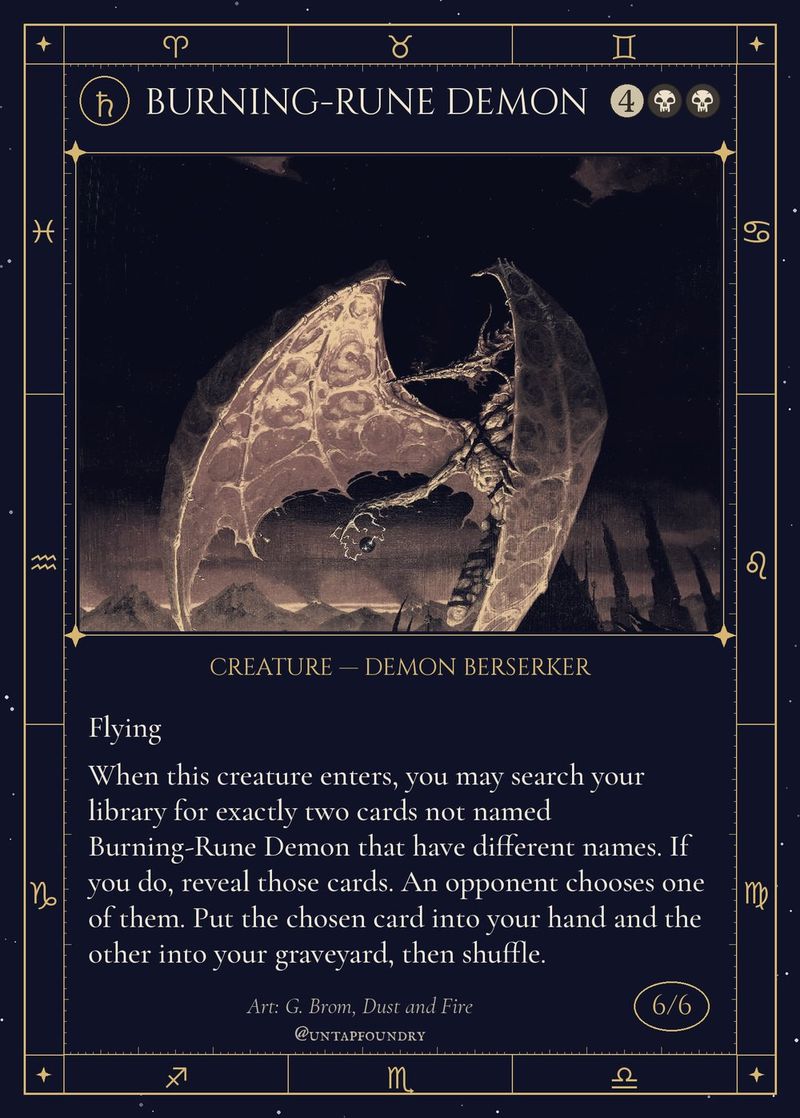 ♈ ♉ ♊
♄ BURNING-RUNE DEMON 4
♓ ♋
♒ ♌
CREATURE — DEMON BERSERKER
Flying
When this creature enters, you may search your
library for exactly two cards not named
Burning-Rune Demon that have different names. If
you do, reveal those cards. An opponent chooses one
of them. Put the chosen card into your hand and the
other into your graveyard, then shuffle.
♑ ♍
Art: G. Brom, Dust and Fire
6/6
@UNTAPFOUNDRY
♐ ♏ ♎